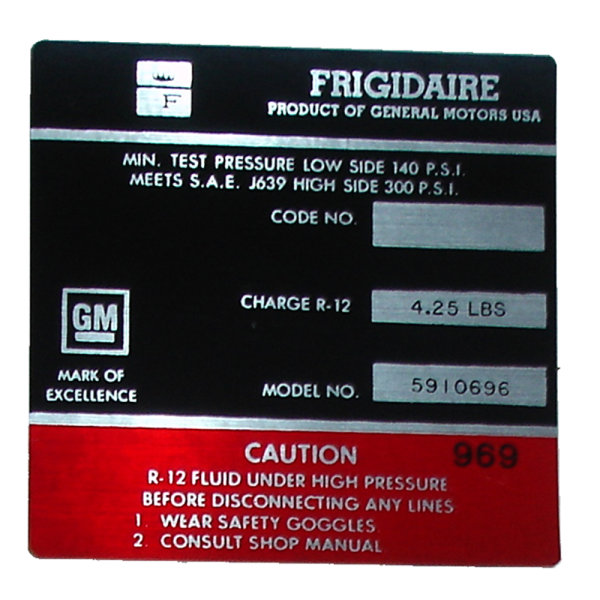 F
FRIGIDAIRE
PRODUCT OF GENERAL MOTORS USA
MIN. TEST PRESSURE LOW SIDE 140 P.S.I.
MEETS S.A.E. J639 HIGH SIDE 300 P.S.I.
CODE NO.
CHARGE R-12 4.25 LBS
GM
MARK OF
EXCELLENCE
MODEL NO. 5910696
CAUTION 969
R-12 FLUID UNDER HIGH PRESSURE
BEFORE DISCONNECTING ANY LINES
1. WEAR SAFETY GOGGLES
2. CONSULT SHOP MANUAL